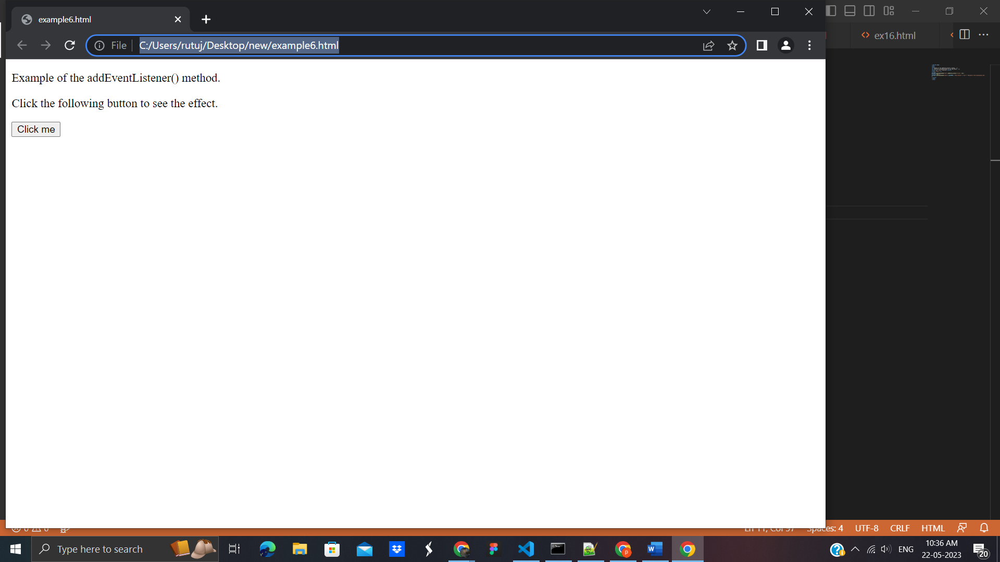 example6.html
File
C:/Users/rutuj/Desktop/new/example6.html
ex16.html
Example of the addEventListener() method.
Click the following button to see the effect.
Click me
Spaces: 4
UTF-8
CRLF
HTML
Type here to search
ENG
10:36 AM
22-05-2023
20